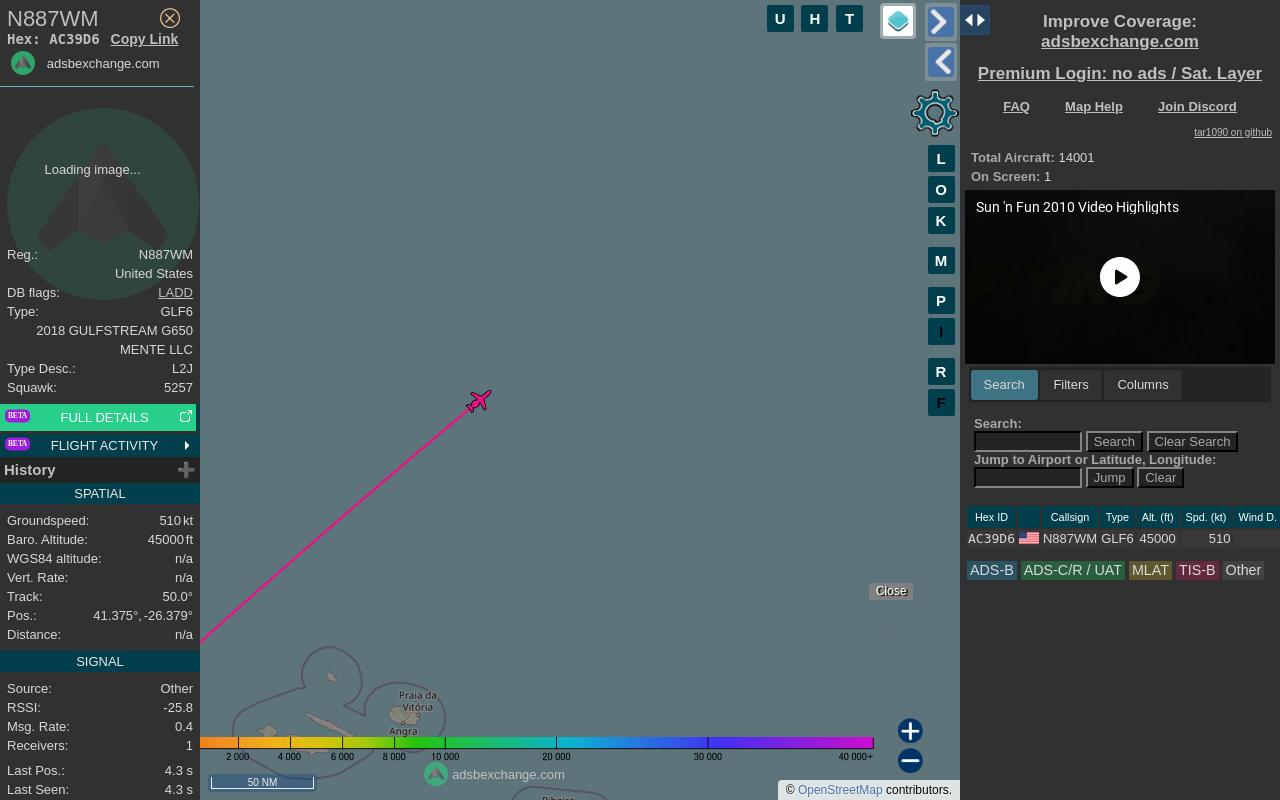 N887WM
Hex: AC39D6 Copy Link
adsbexchange.com
Loading image...
Reg.: N887WM
United States
DB flags: LADD
Type: GLF6
2018 GULFSTREAM G650
MENTE LLC
Type Desc.: L2J
Squawk: 5257
BETA FULL DETAILS
BETA FLIGHT ACTIVITY
History
SPATIAL
Groundspeed: 510 kt
Baro. Altitude: 45000 ft
WGS84 altitude: n/a
Vert. Rate: n/a
Track: 50.0°
Pos.: 41.375°, -26.379°
Distance: n/a
SIGNAL
Source: Other
RSSI: -25.8
Msg. Rate: 0.4
Receivers: 1
Last Pos.: 4.3 s
Last Seen: 4.3 s
U H T
L
O
K
M
P
I
R
F
Close
Praia da
Vitória
Angra
2 000 4 000 6 000 8 000 10 000 20 000 30 000 40 000+
50 NM
adsbexchange.com
© OpenStreetMap contributors.
Improve Coverage:
adsbexchange.com
Premium Login: no ads / Sat. Layer
FAQ Map Help Join Discord
tar1090 on github
Total Aircraft: 14001
On Screen: 1
Sun 'n Fun 2010 Video Highlights
Search Filters Columns
Search:
Search Clear Search
Jump to Airport or Latitude, Longitude:
Jump Clear
Hex ID Callsign Type Alt. (ft) Spd. (kt) Wind D.
AC39D6 N887WM GLF6 45000 510
ADS-B ADS-C/R / UAT MLAT TIS-B Other